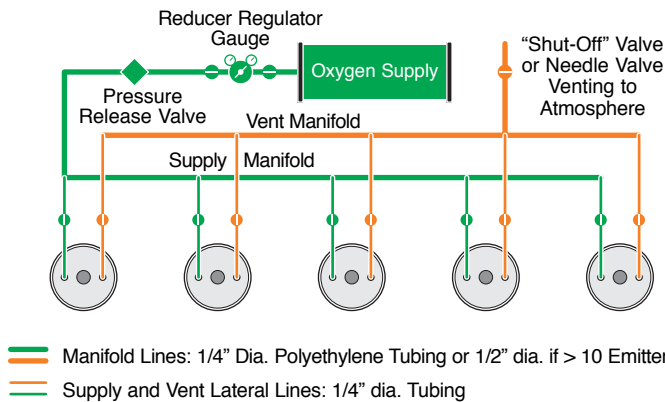 Reducer Regulator
Gauge
Oxygen Supply
"Shut-Off" Valve
or Needle Valve
Venting to
Atmosphere
Pressure
Release Valve
Vent Manifold
Supply Manifold
Manifold Lines: 1/4" Dia. Polyethylene Tubing or 1/2" dia. if > 10 Emitter
Supply and Vent Lateral Lines: 1/4" dia. Tubing